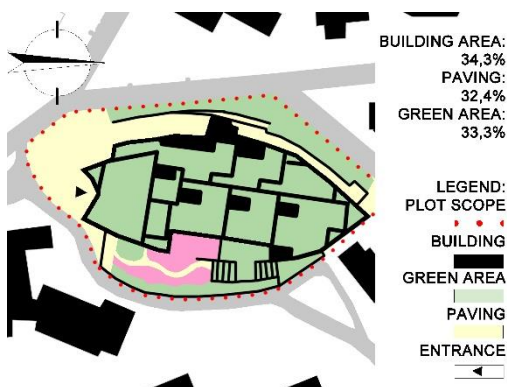 BUILDING AREA:
34,3%
PAVING:
32,4%
GREEN AREA:
33,3%
LEGEND:
PLOT SCOPE
BUILDING
GREEN AREA
PAVING
ENTRANCE